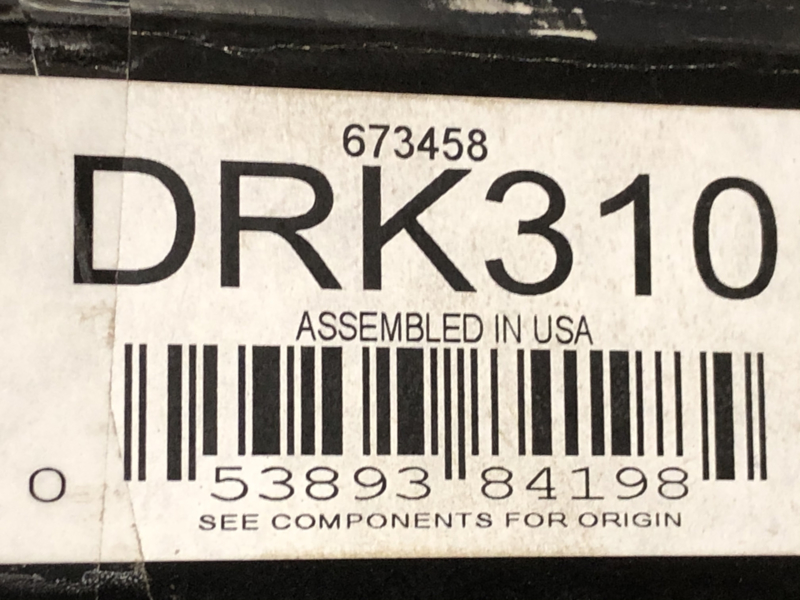 673458
DRK310
ASSEMBLED IN USA
0 53893 84198
SEE COMPONENTS FOR ORIGIN